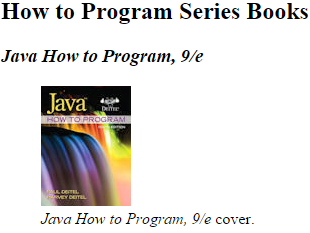 How to Program Series Books
Java How to Program, 9/e
Java
DEITEL
HOW TO PROGRAM
PAUL DEITEL
HARVEY DEITEL
Java How to Program, 9/e cover.